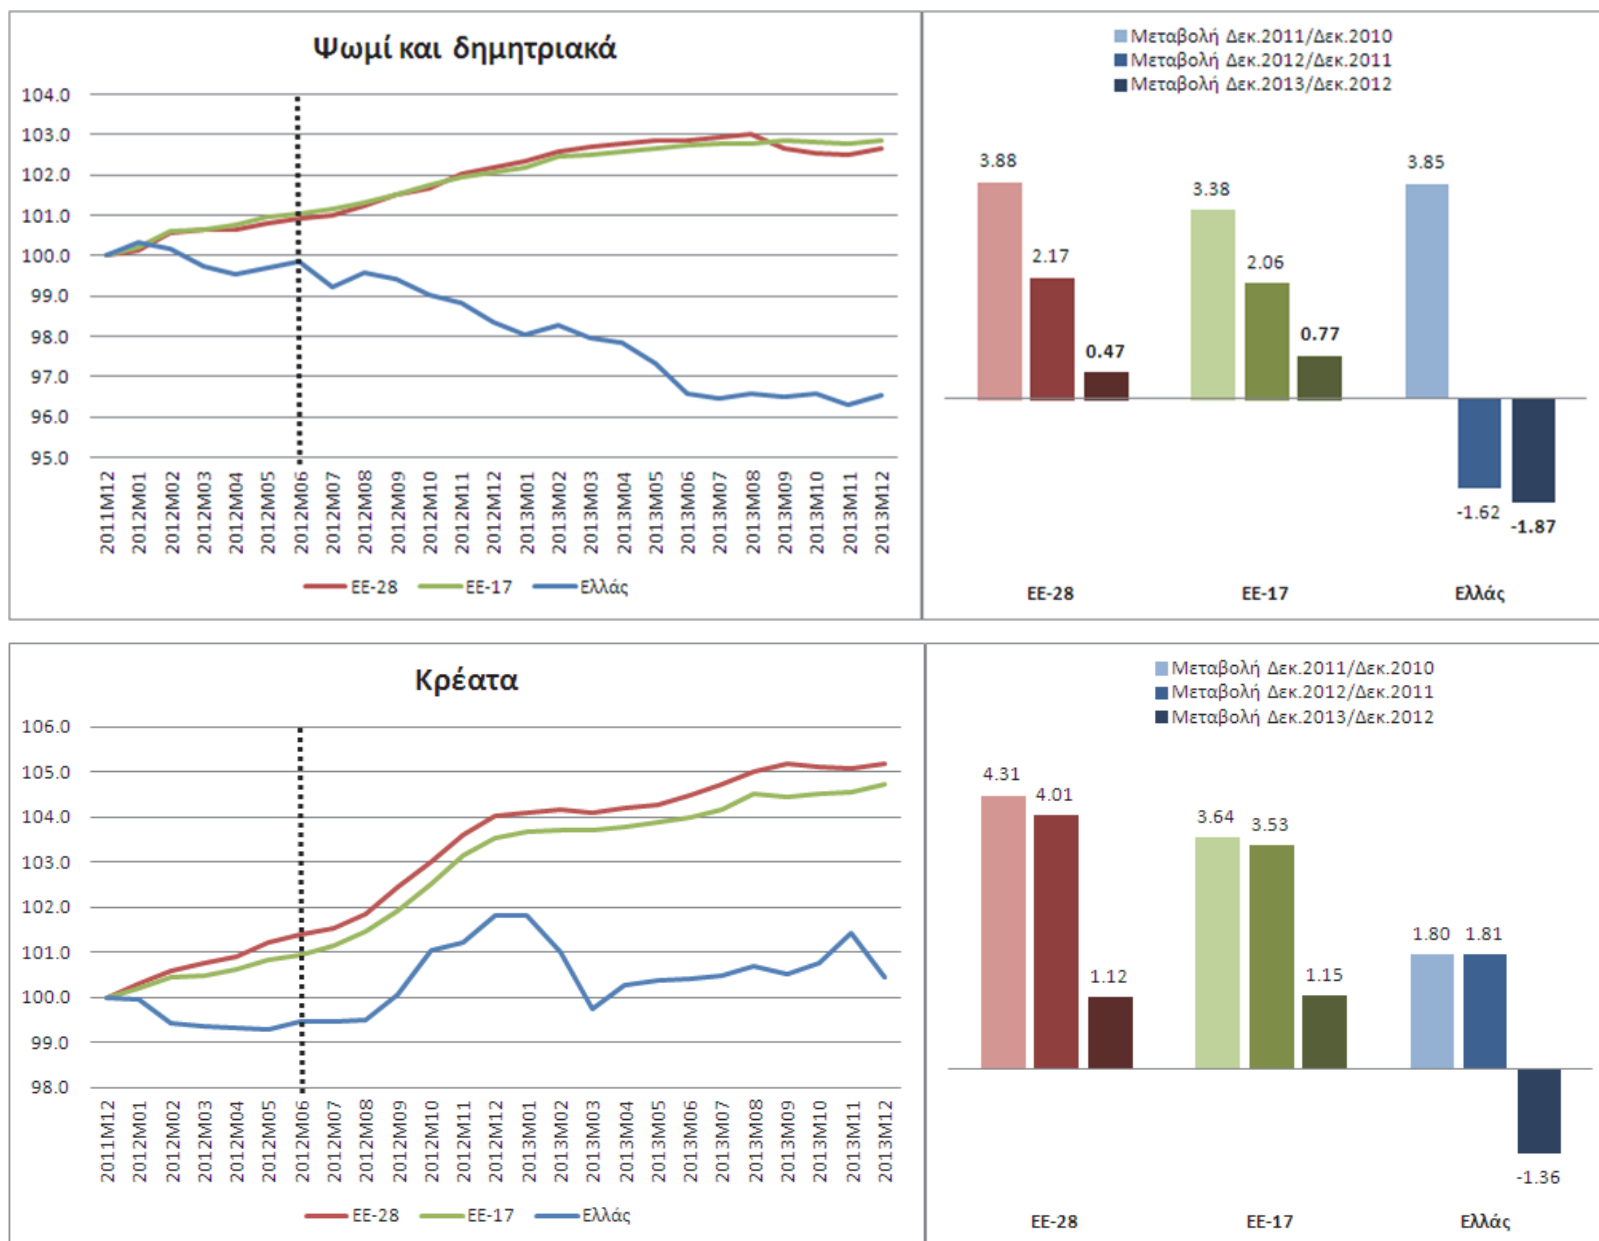 Ψωμί και δημητριακά
104.0
103.0
102.0
101.0
100.0
99.0
98.0
97.0
96.0
95.0
2011M12
2012M01
2012M02
2012M03
2012M04
2012M05
2012M06
2012M07
2012M08
2012M09
2012M10
2012M11
2012M12
2013M01
2013M02
2013M03
2013M04
2013M05
2013M06
2013M07
2013M08
2013M09
2013M10
2013M11
2013M12
ΕΕ-28 ΕΕ-17 Ελλάς
Μεταβολή Δεκ.2011/Δεκ.2010
Μεταβολή Δεκ.2012/Δεκ.2011
Μεταβολή Δεκ.2013/Δεκ.2012
3.88
2.17
0.47
3.38
2.06
0.77
3.85
-1.62
-1.87
ΕΕ-28 ΕΕ-17 Ελλάς
Κρέατα
106.0
105.0
104.0
103.0
102.0
101.0
100.0
99.0
98.0
2011M12
2012M01
2012M02
2012M03
2012M04
2012M05
2012M06
2012M07
2012M08
2012M09
2012M10
2012M11
2012M12
2013M01
2013M02
2013M03
2013M04
2013M05
2013M06
2013M07
2013M08
2013M09
2013M10
2013M11
2013M12
ΕΕ-28 ΕΕ-17 Ελλάς
Μεταβολή Δεκ.2011/Δεκ.2010
Μεταβολή Δεκ.2012/Δεκ.2011
Μεταβολή Δεκ.2013/Δεκ.2012
4.31
4.01
1.12
3.64
3.53
1.15
1.80
1.81
-1.36
ΕΕ-28 ΕΕ-17 Ελλάς